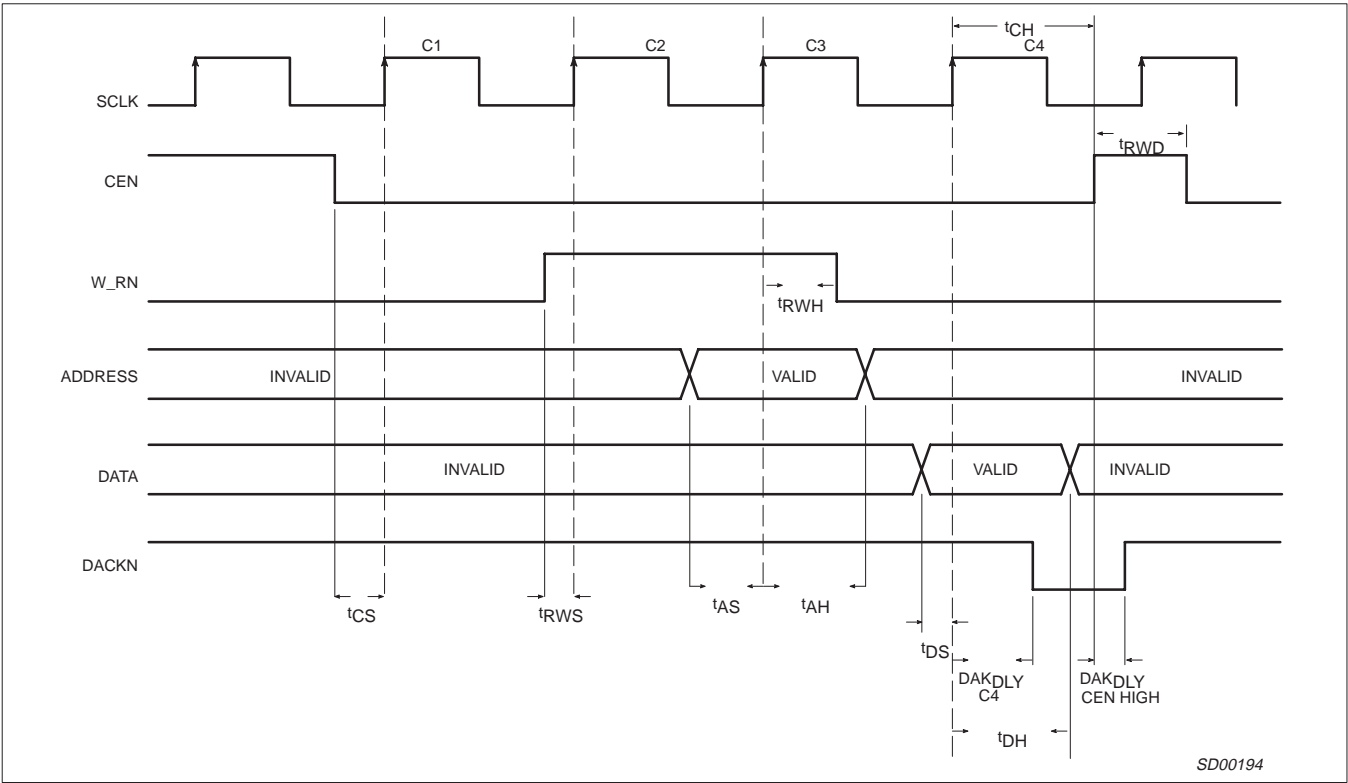 tCH
C1 C2 C3 C4
SCLK
tRWD
CEN
W_RN
tRWH
ADDRESS INVALID VALID INVALID
DATA INVALID VALID INVALID
DACKN
tCS tRWS tAS tAH
tDS
DAKDLY C4
DAKDLY CEN HIGH
tDH
SD00194